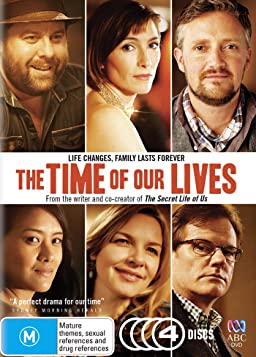 LIFE CHANGES, FAMILY LASTS FOREVER
THE TIME OF OUR LIVES
From the writer and co-creator of The Secret Life of Us
"A perfect drama for our time"
SYDNEY MORNING HERALD
M
Mature
themes, sexual
references and
drug references
4 DISCS
ABC
DVD